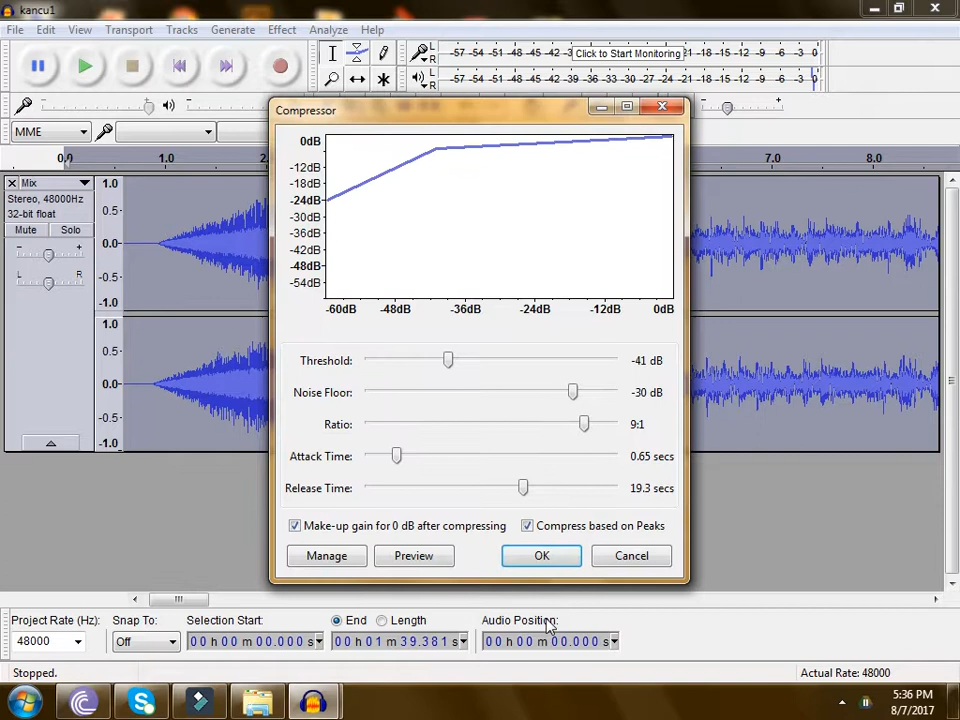 kancu1
File Edit View Transport Tracks Generate Effect Analyze Help
L R -57 -54 -51 -48 -4 Click to Start Monitoring 21 -18 -15 -12 -9 -6 -3 0
L R -57 -54 -51 -48 -45 -42 -39 -36 -33 -30 -27 -24 -21 -18 -15 -12 -9 -6 -3 0
MME
Compressor
0.0 1.0 2. 7.0 8.0
Mix
Stereo, 48000Hz
32-bit float
Mute Solo
- +
L R
1.0
0.5
0.0
-0.5
-1.0
1.0
0.5
0.0
-0.5
-1.0
0dB
-12dB
-18dB
-24dB
-30dB
-36dB
-42dB
-48dB
-54dB
-60dB -48dB -36dB -24dB -12dB 0dB
Threshold: -41 dB
Noise Floor: -30 dB
Ratio: 9:1
Attack Time: 0.65 secs
Release Time: 19.3 secs
Make-up gain for 0 dB after compressing Compress based on Peaks
Manage Preview OK Cancel
Project Rate (Hz): Snap To: Selection Start: End Length Audio Position:
48000 Off 00 h 00 m 00.000 s 00 h 01 m 39.381 s 00 h 00 m 00.000 s
Stopped. Actual Rate: 48000
5:36 PM
8/7/2017